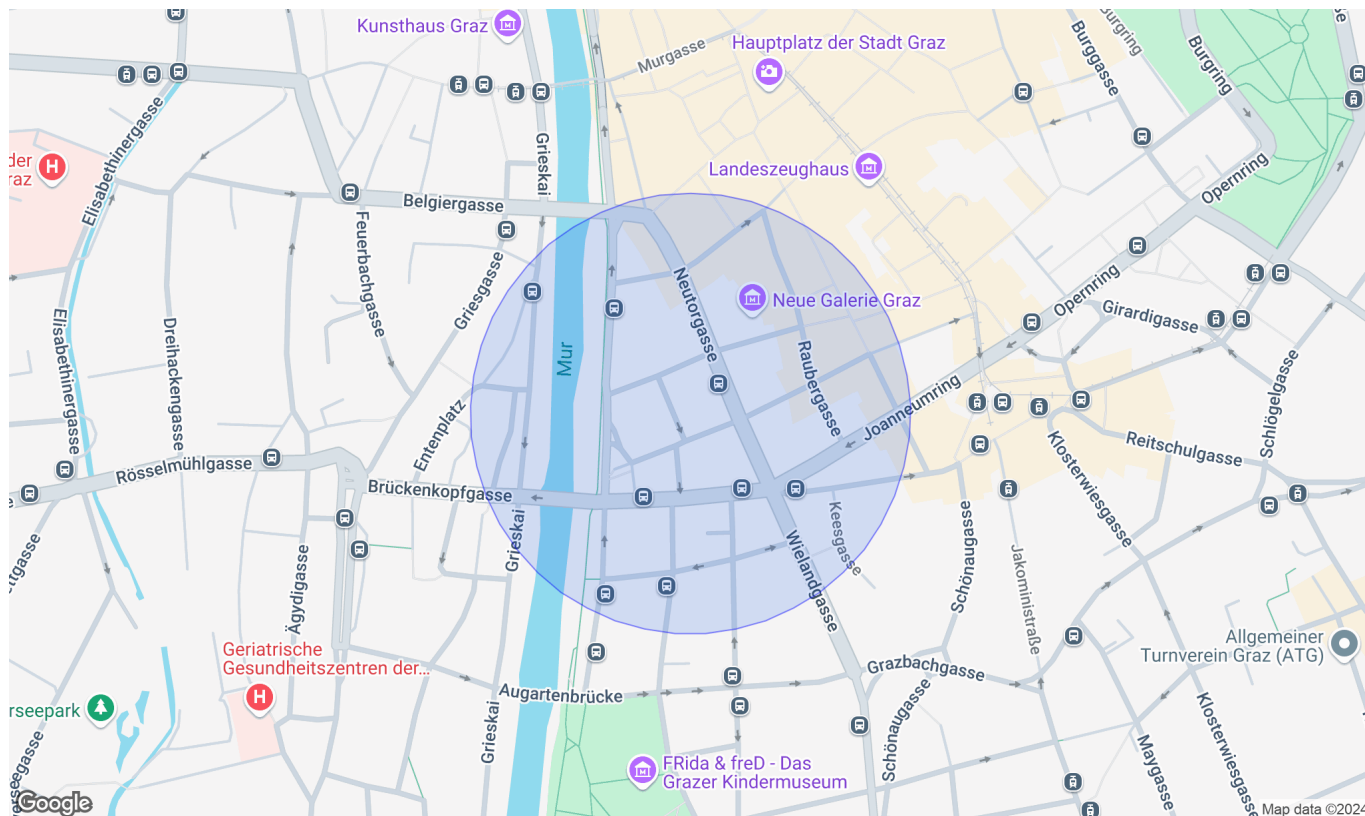 Kunsthaus Graz
Murgasse
Hauptplatz der Stadt Graz
Burggasse
Burgring
Burgring
Elisabethinergasse
Grieskai
der
raz
Landeszeughaus
Opernring
Belgiergasse
Feuerbachgasse
Griesgasse
Neutorgasse
Neue Galerie Graz
Opernring
Girardigasse
Elisabethinergasse
Dreihackengasse
Mur
Raubergasse
Joanneumring
Schlögelgasse
Entenplatz
Klosterwiesgasse
Reitschulgasse
Rösselmühlgasse
Brückenkopfgasse
Grieskai
Keesgasse
Wielandgasse
Schönaugasse
Jakoministraße
Ägydigasse
Geriatrische
Gesundheitszentren der...
Allgemeiner
Turnverein Graz (ATG)
Grazbachgasse
Augartenbrücke
Schönaugasse
Klosterwiesgasse
Grieskai
Maygasse
erseepark
FRida & freD - Das
Grazer Kindermuseum
Google
Map data ©2024